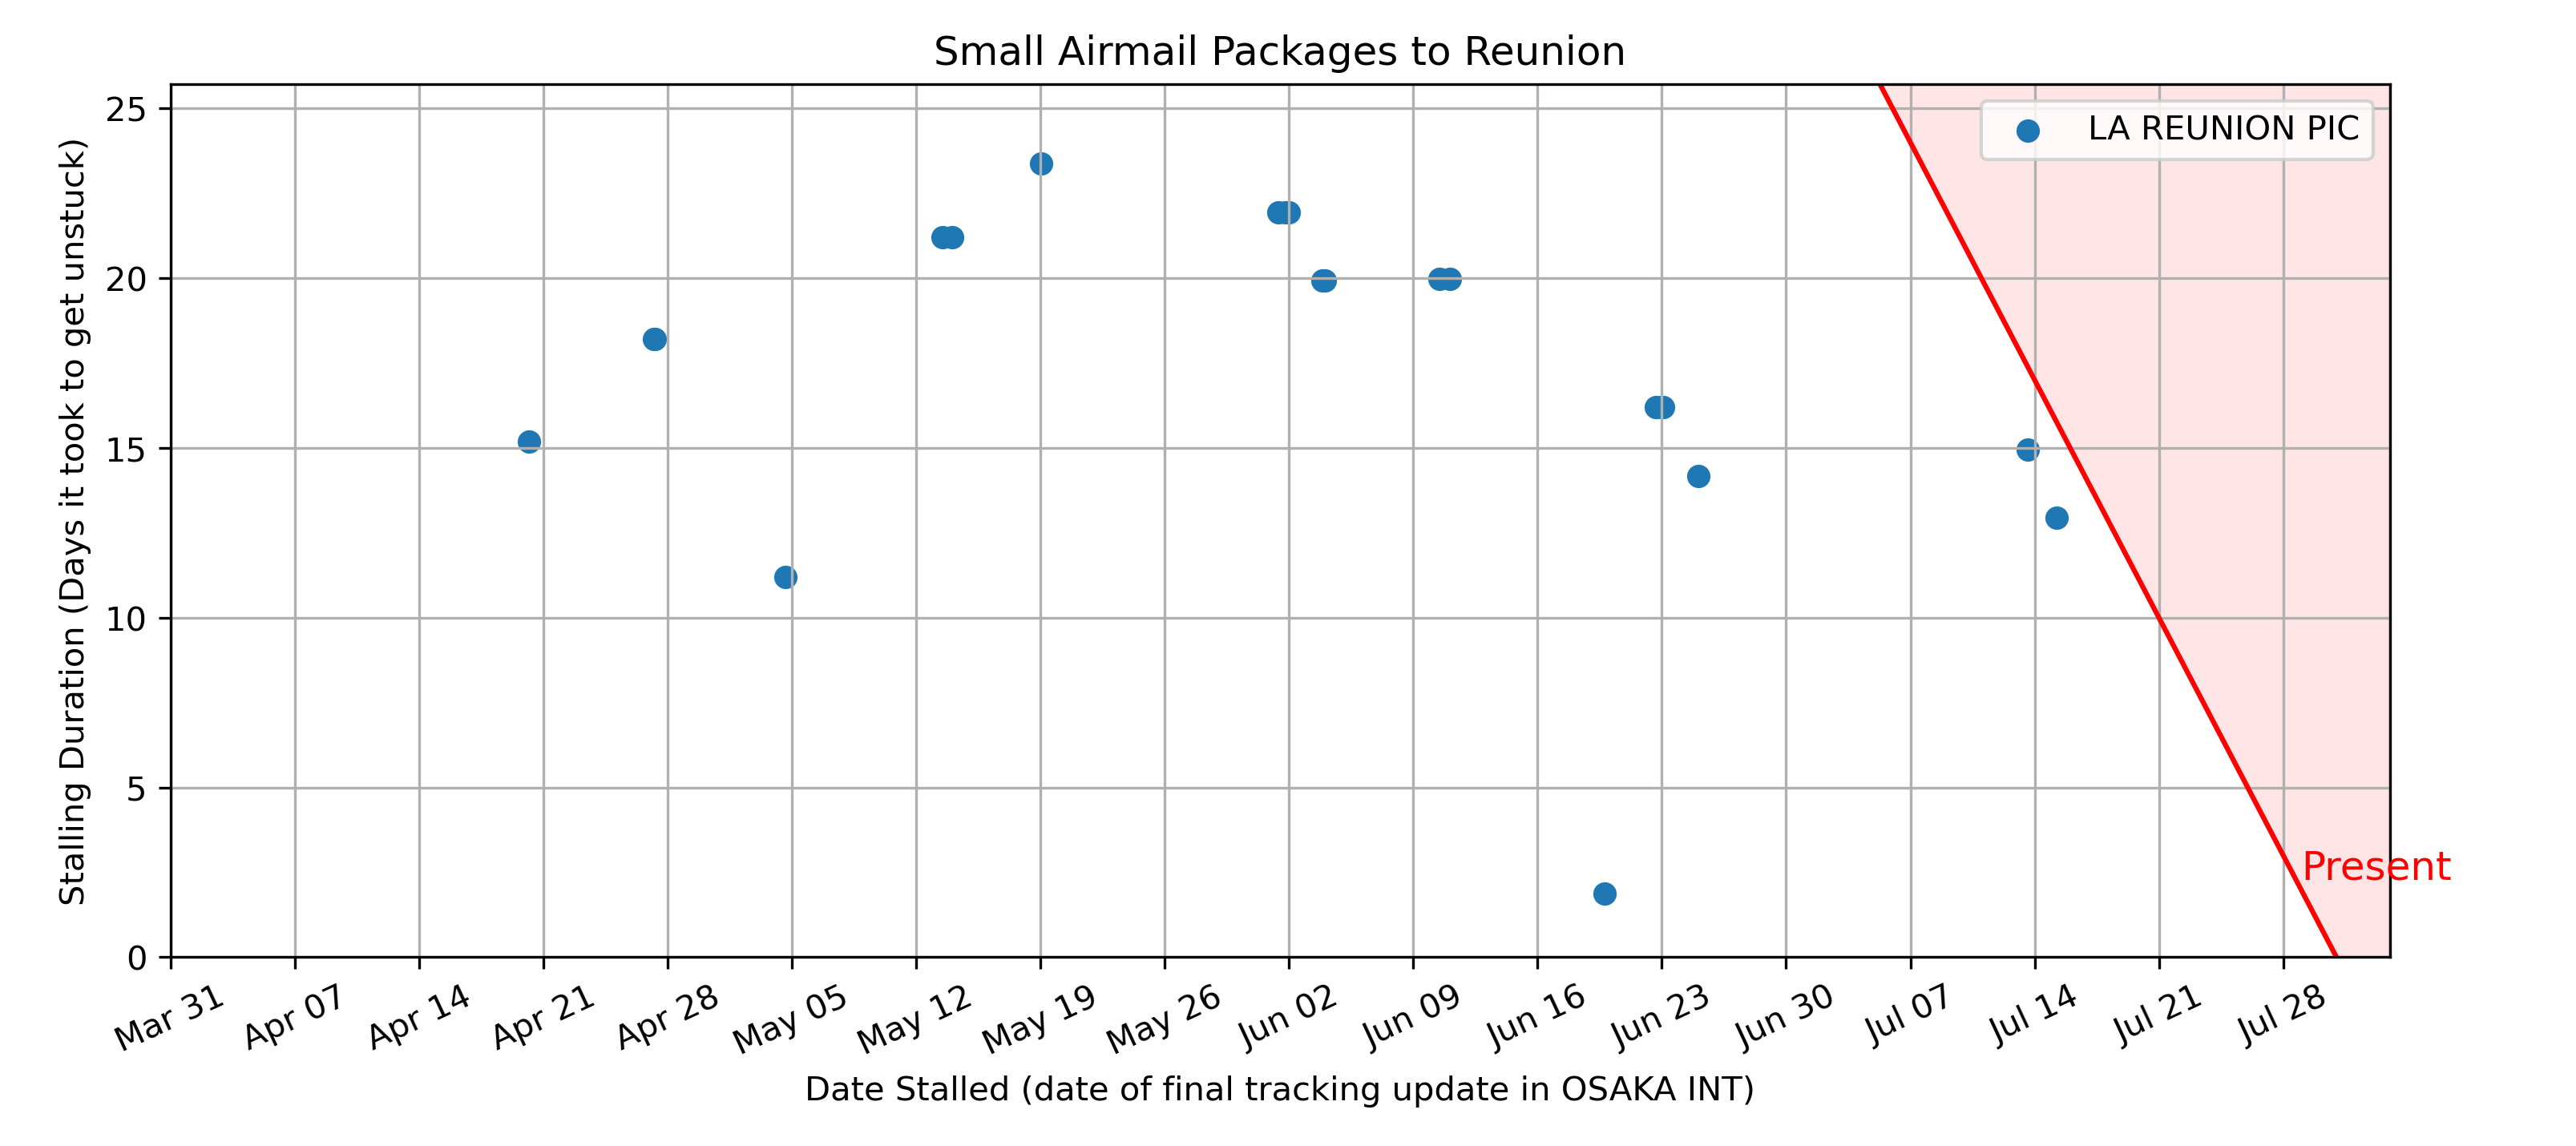 Small Airmail Packages to Reunion
LA REUNION PIC
Stalling Duration (Days it took to get unstuck)
25
20
15
10
5
0
Present
Mar 31
Apr 07
Apr 14
Apr 21
Apr 28
May 05
May 12
May 19
May 26
Jun 02
Jun 09
Jun 16
Jun 23
Jun 30
Jul 07
Jul 14
Jul 21
Jul 28
Date Stalled (date of final tracking update in OSAKA INT)